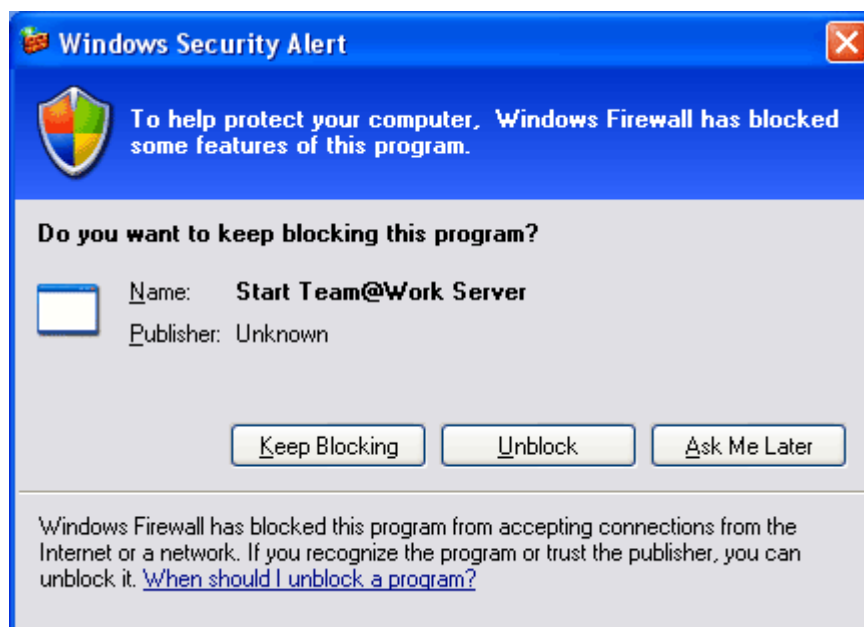 Windows Security Alert
To help protect your computer, Windows Firewall has blocked
some features of this program.
Do you want to keep blocking this program?
Name: Start Team@Work Server
Publisher: Unknown
Keep Blocking Unblock Ask Me Later
Windows Firewall has blocked this program from accepting connections from the
Internet or a network. If you recognize the program or trust the publisher, you can
unblock it. When should I unblock a program?